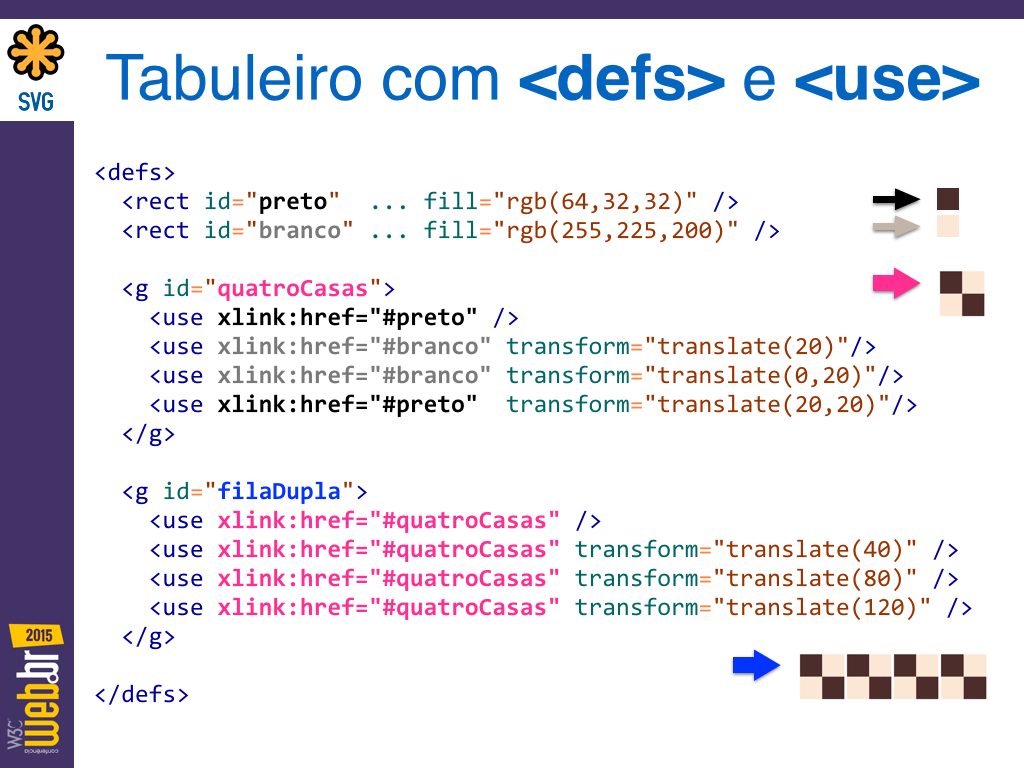 SVG
Tabuleiro com <defs> e <use>
<defs>
<rect id="preto" ... fill="rgb(64,32,32)" />
<rect id="branco" ... fill="rgb(255,225,200)" />
<g id="quatroCasas">
<use xlink:href="#preto" />
<use xlink:href="#branco" transform="translate(20)"/>
<use xlink:href="#branco" transform="translate(0,20)"/>
<use xlink:href="#preto" transform="translate(20,20)"/>
</g>
<g id="filaDupla">
<use xlink:href="#quatroCasas" />
<use xlink:href="#quatroCasas" transform="translate(40)" />
<use xlink:href="#quatroCasas" transform="translate(80)" />
<use xlink:href="#quatroCasas" transform="translate(120)" />
</g>
</defs>
2015
conferência
web.br
W3C